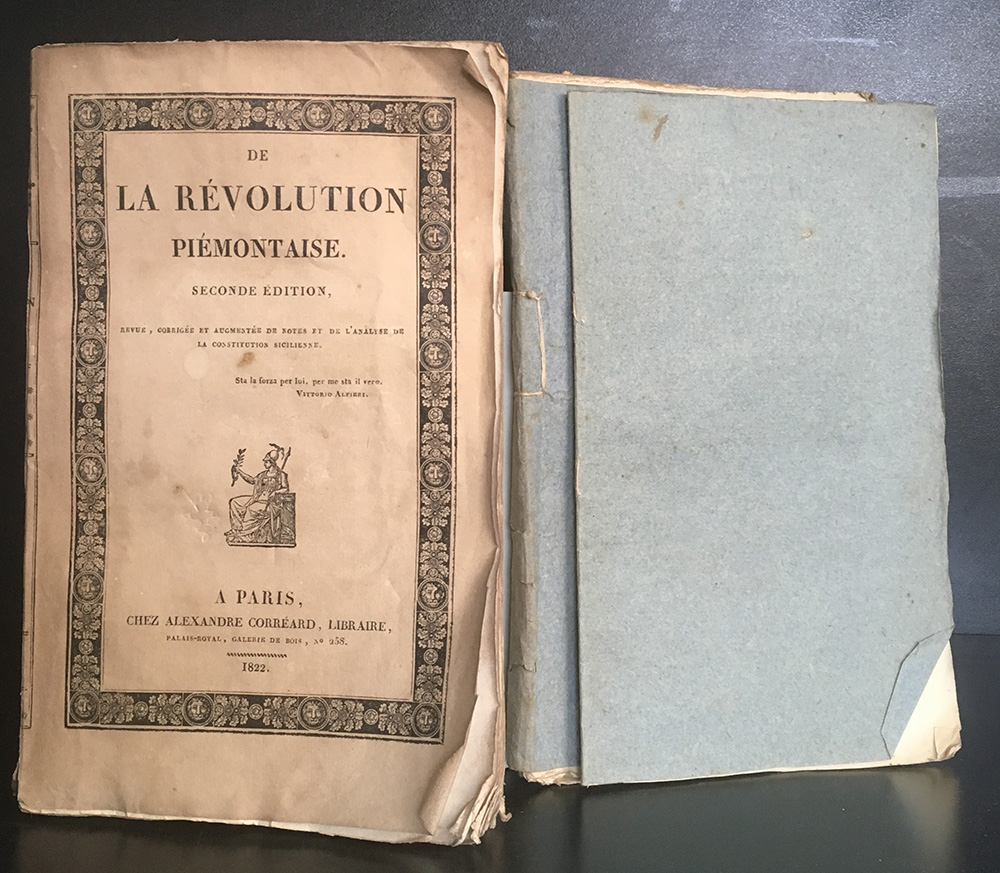 DE
LA RÉVOLUTION
PIÉMONTAISE.
SECONDE ÉDITION,
REVUE, CORRIGÉE ET AUGMENTÉE DE NOTES ET DE L'ANALYSE DE
LA CONSTITUTION SICILIENNE.
Sta la forza per lui, per me sta il vero.
VITTORIO ALFIERI.
A PARIS,
CHEZ ALEXANDRE CORRÉARD, LIBRAIRE,
PALAIS-ROYAL, GALERIE DE BOIS, Nº 258.
1822.